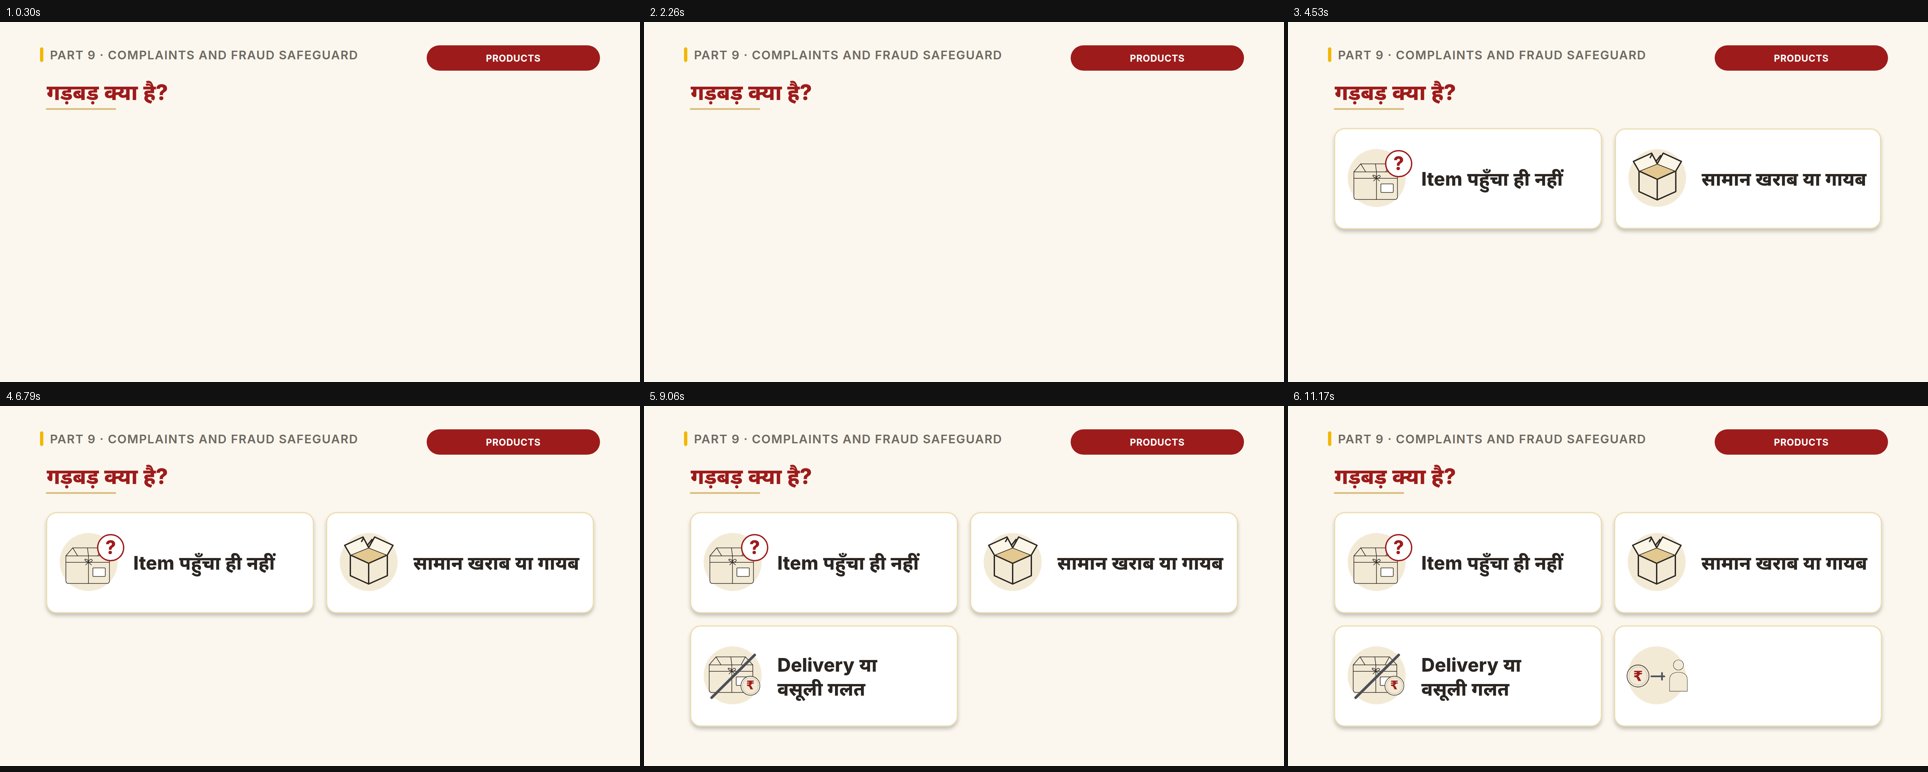 1. 0.30s
PART 9 · COMPLAINTS AND FRAUD SAFEGUARD
PRODUCTS
गड़बड़ क्या है?
2. 2.26s
PART 9 · COMPLAINTS AND FRAUD SAFEGUARD
PRODUCTS
गड़बड़ क्या है?
3. 4.53s
PART 9 · COMPLAINTS AND FRAUD SAFEGUARD
PRODUCTS
गड़बड़ क्या है?
?
Item पहुँचा ही नहीं
सामान खराब या गायब
4. 6.79s
PART 9 · COMPLAINTS AND FRAUD SAFEGUARD
PRODUCTS
गड़बड़ क्या है?
?
Item पहुँचा ही नहीं
सामान खराब या गायब
5. 9.06s
PART 9 · COMPLAINTS AND FRAUD SAFEGUARD
PRODUCTS
गड़बड़ क्या है?
?
Item पहुँचा ही नहीं
सामान खराब या गायब
Delivery या
वसूली गलत
₹
6. 11.17s
PART 9 · COMPLAINTS AND FRAUD SAFEGUARD
PRODUCTS
गड़बड़ क्या है?
?
Item पहुँचा ही नहीं
सामान खराब या गायब
Delivery या
वसूली गलत
₹
₹